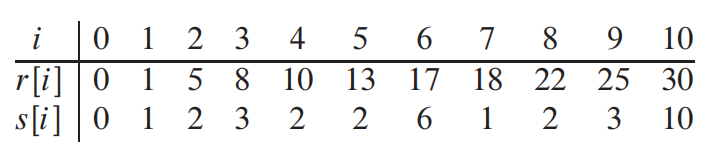 i 0 1 2 3 4 5 6 7 8 9 10
r[i] 0 1 5 8 10 13 17 18 22 25 30
s[i] 0 1 2 3 2 2 6 1 2 3 10